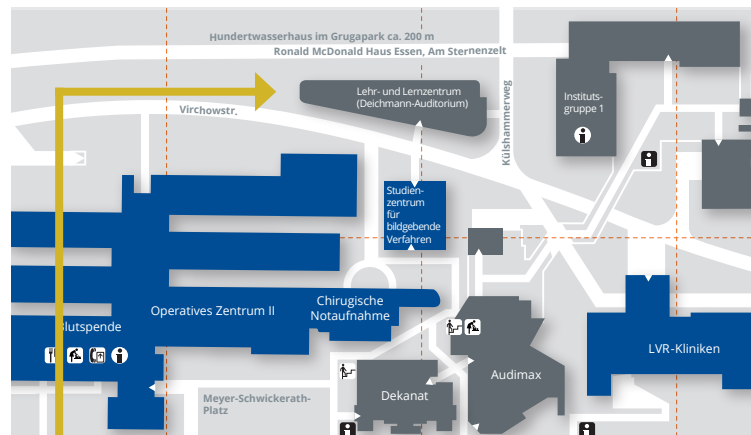 Hundertwasserhaus im Grugapark ca. 200 m
Ronald McDonald Haus Essen, Am Sternenzelt
Lehr- und Lernzentrum
(Deichmann-Auditorium)
Virchowstr.
Külshammerweg
Instituts-
gruppe 1
Studien-
zentrum
für
bildgebende
Verfahren
Operatives Zentrum II
Chirugische
Notaufnahme
Blutspende
LVR-Kliniken
Audimax
Dekanat
Meyer-Schwickerath-
Platz